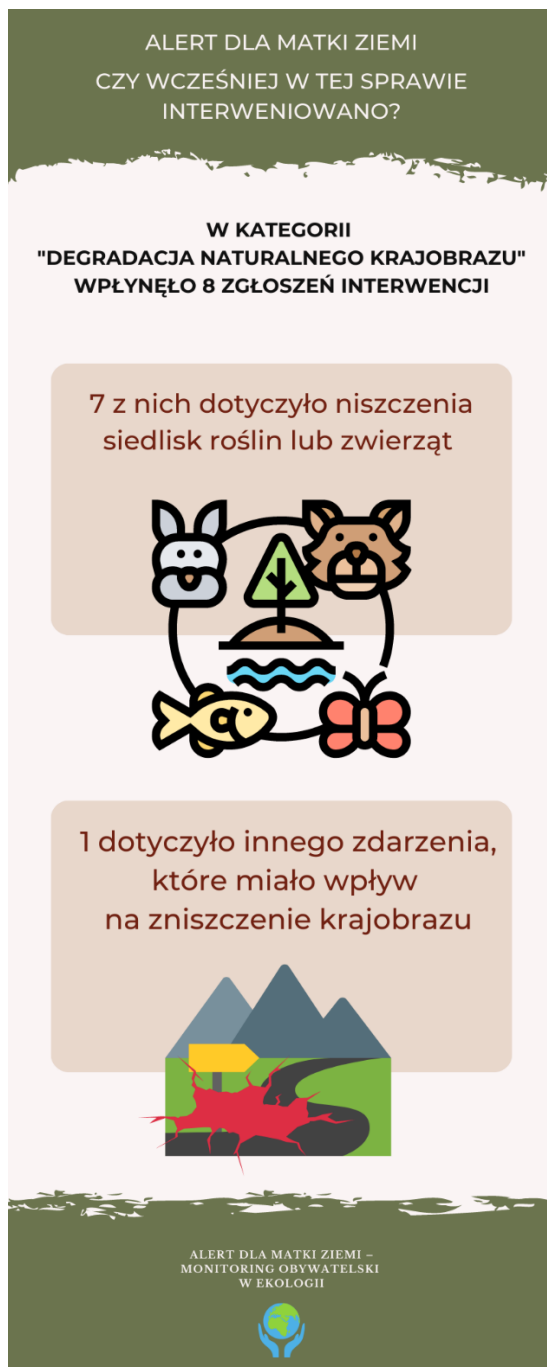 ALERT DLA MATKI ZIEMI
CZY WCZEŚNIEJ W TEJ SPRAWIE
INTERWENIOWANO?
W KATEGORII
"DEGRADACJA NATURALNEGO KRAJOBRAZU"
WPŁYNĘŁO 8 ZGŁOSZEŃ INTERWENCJI
7 z nich dotyczyło niszczenia
siedlisk roślin lub zwierząt
1 dotyczyło innego zdarzenia,
które miało wpływ
na zniszczenie krajobrazu
ALERT DLA MATKI ZIEMI –
MONITORING OBYWATELSKI
W EKOLOGII